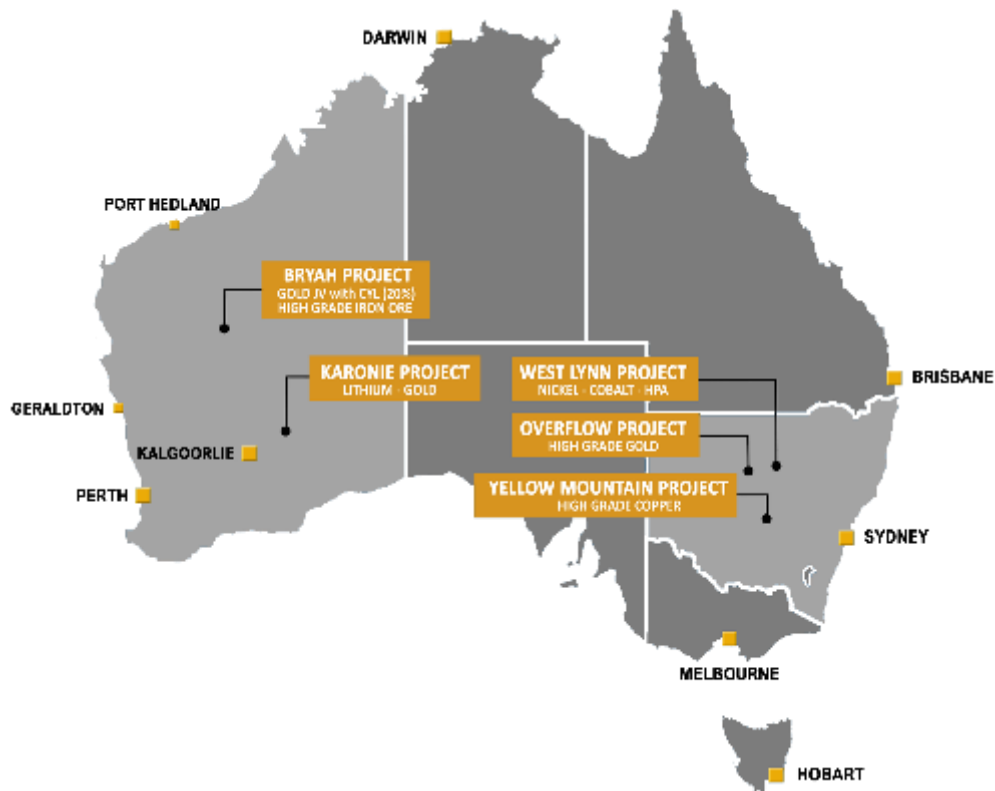 DARWIN
PORT HEDLAND
BRYAH PROJECT
GOLD JV with CYL (20%)
HIGH GRADE IRON ORE
KARONIE PROJECT
LITHIUM - GOLD
WEST LYNN PROJECT
NICKEL - COBALT - HPA
BRISBANE
GERALDTON
OVERFLOW PROJECT
HIGH GRADE GOLD
KALGOORLIE
PERTH
YELLOW MOUNTAIN PROJECT
HIGH GRADE COPPER
SYDNEY
MELBOURNE
HOBART